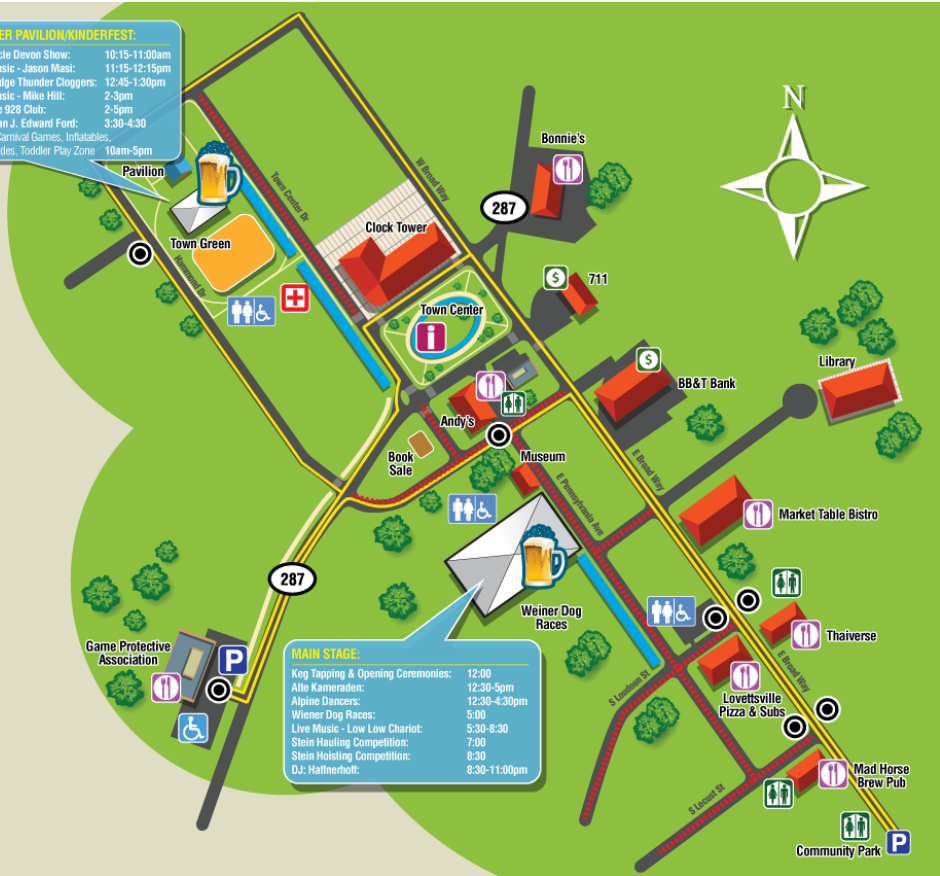 PAVILION/KINDERFEST:
Devon Show: 10:15-11:00am
Jason Masi: 11:15-12:15pm
Thunder Cloggers: 12:45-1:30pm
Mike Hill: 2-3pm
928 Club: 2-5pm
J. Edward Ford: 3:30-4:30
Carnival Games, Inflatables,
Toddler Play Zone 10am-5pm
N
Bonnie's
Pavilion
W Broad Way
Town Center Dr
287
Clock Tower
Town Green
Hammond Dr
$
711
Town Center
i
$
BB&T Bank
Library
Andy's
Book
Sale
Museum
E Broad Way
E Pennsylvania Ave
Market Table Bistro
287
Weiner Dog
Races
Thaiverse
E Broad Way
Game Protective
Association
P
S Loudoun St
Lovettsville
Pizza & Subs
MAIN STAGE:
Keg Tapping & Opening Ceremonies: 12:00
Alte Kameraden: 12:30-5pm
Alpine Dancers: 12:30-4:30pm
Wiener Dog Races: 5:00
Live Music - Low Low Chariot: 5:30-8:30
Stein Hauling Competition: 7:00
Stein Hoisting Competition: 8:30
DJ: Haffnerhoff: 8:30-11:00pm
S Locust St
Mad Horse
Brew Pub
Community Park
P